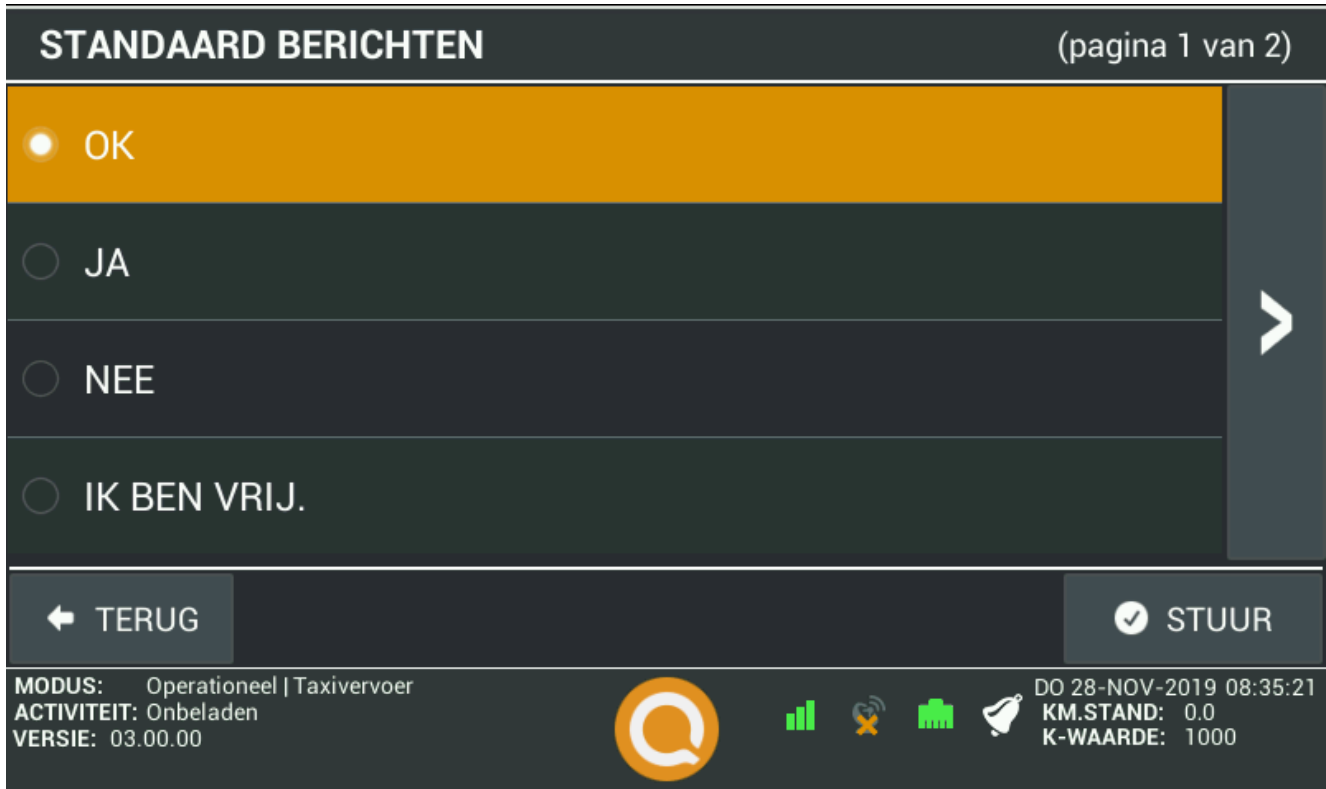 STANDAARD BERICHTEN (pagina 1 van 2)
OK
JA
NEE
IK BEN VRIJ.
TERUG STUUR
MODUS: Operationeel | Taxivervoer DO 28-NOV-2019 08:35:21
ACTIVITEIT: Onbeladen KM.STAND: 0.0
VERSIE: 03.00.00 K-WAARDE: 1000